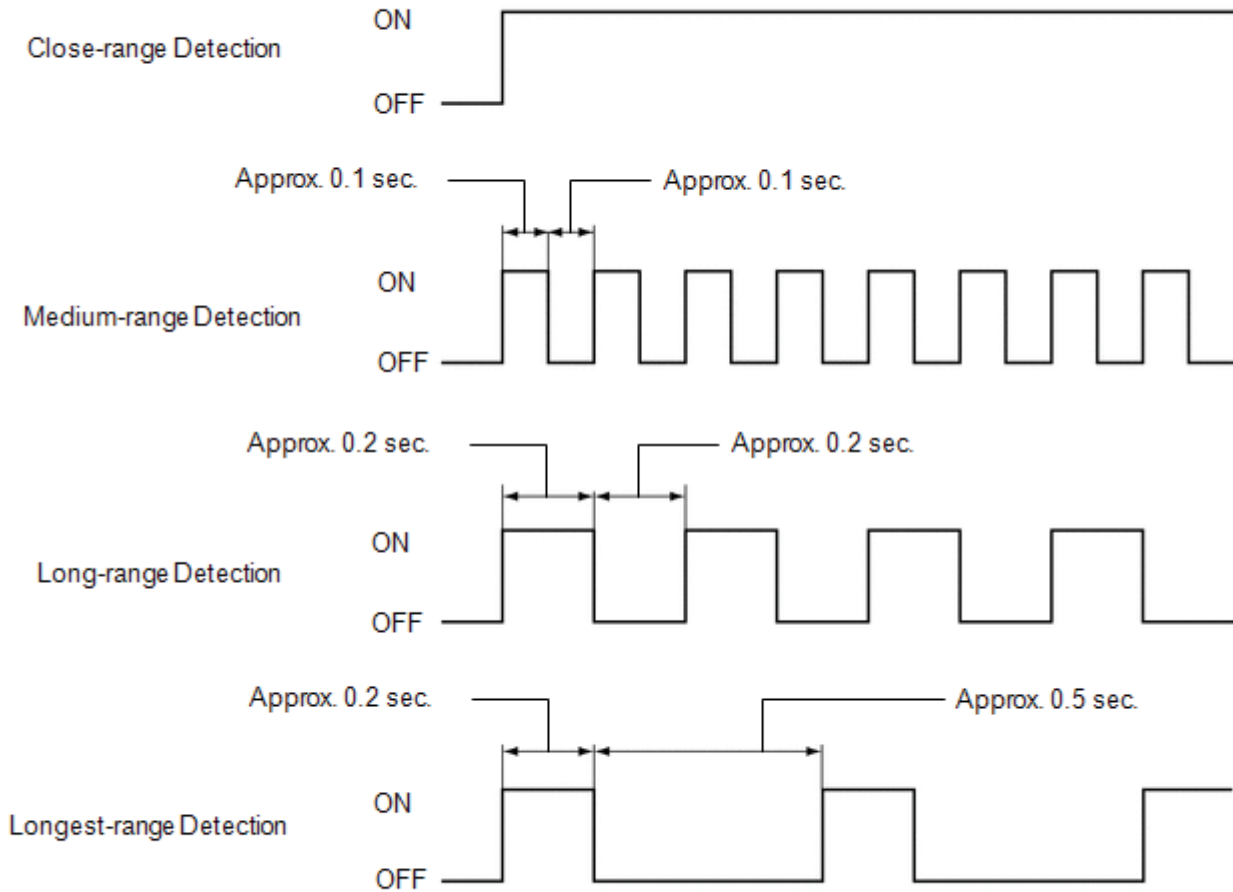 ON
Close-range Detection
OFF
Approx. 0.1 sec.
Approx. 0.1 sec.
ON
Medium-range Detection
OFF
Approx. 0.2 sec.
Approx. 0.2 sec.
ON
Long-range Detection
OFF
Approx. 0.2 sec.
Approx. 0.5 sec.
ON
Longest-range Detection
OFF